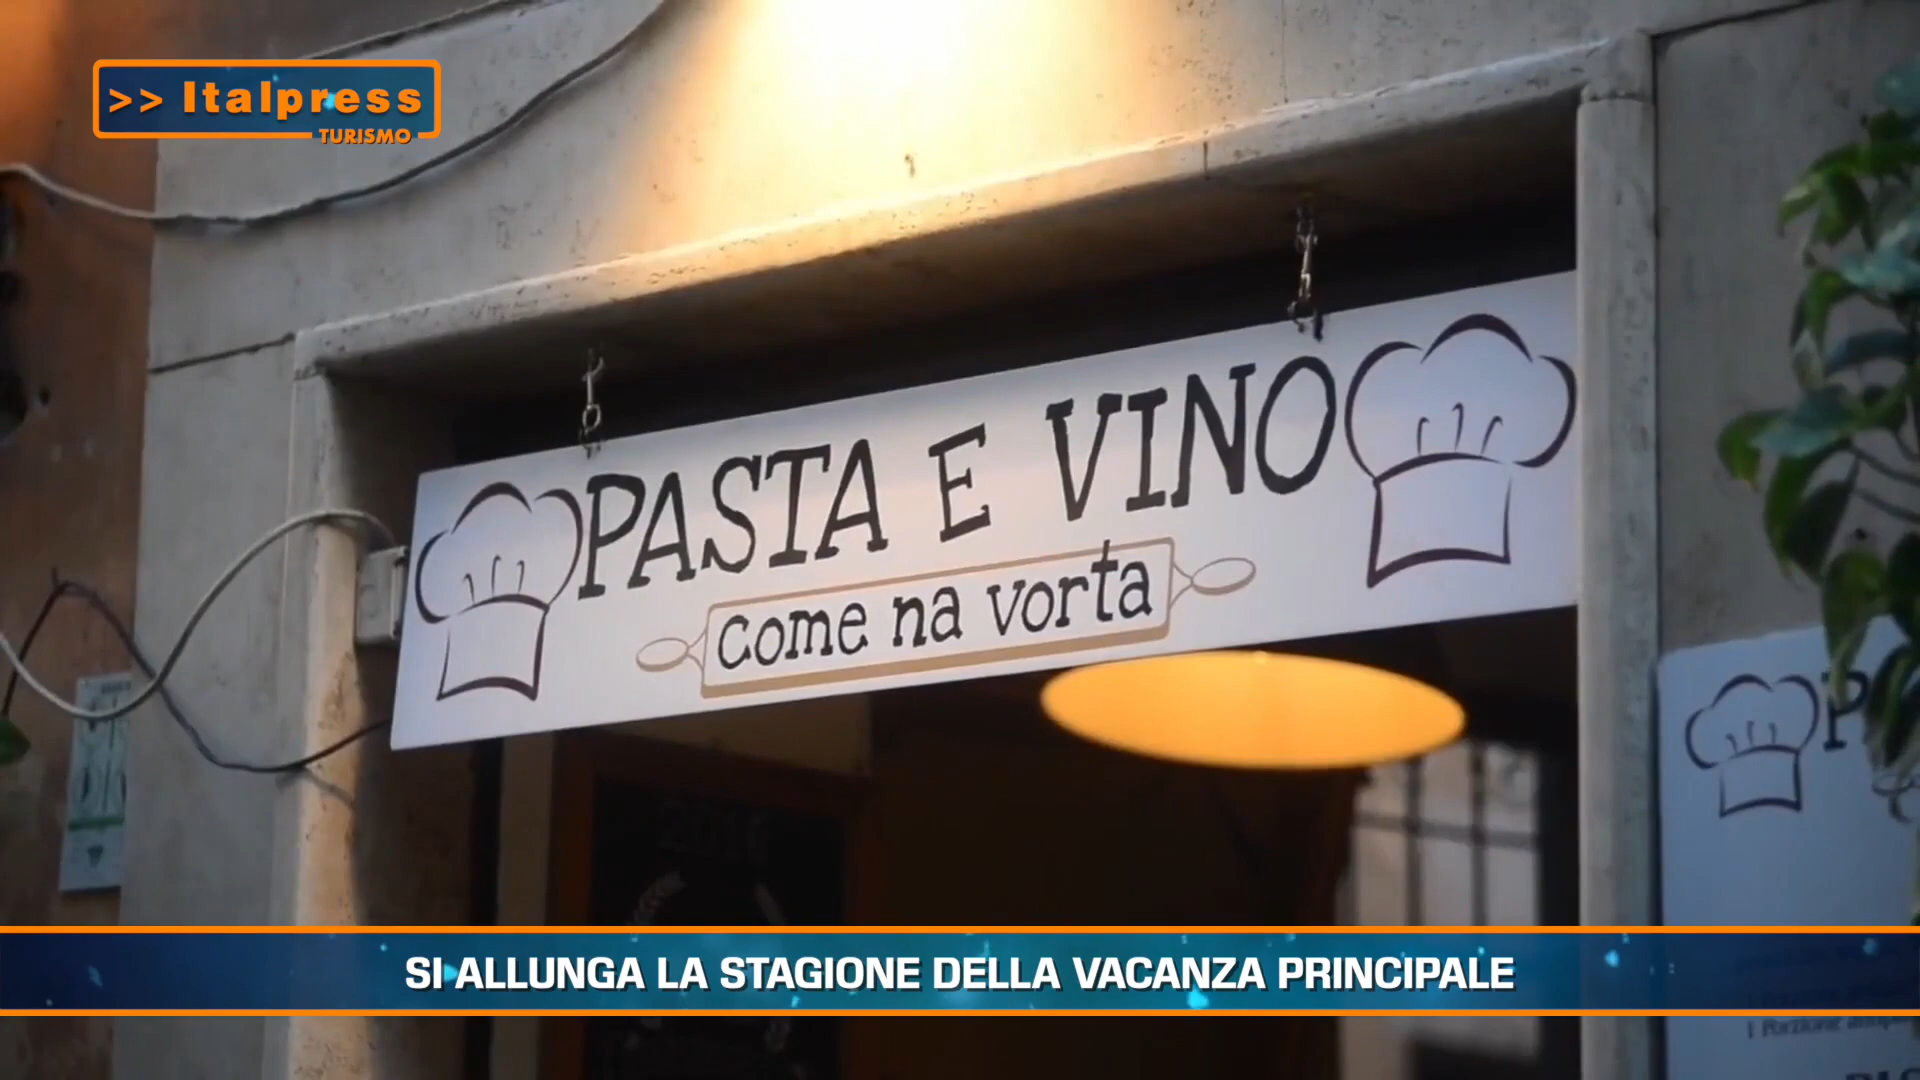 >> Italpress
TURISMO
PASTA E VINO
come na vorta
P
SI ALLUNGA LA STAGIONE DELLA VACANZA PRINCIPALE